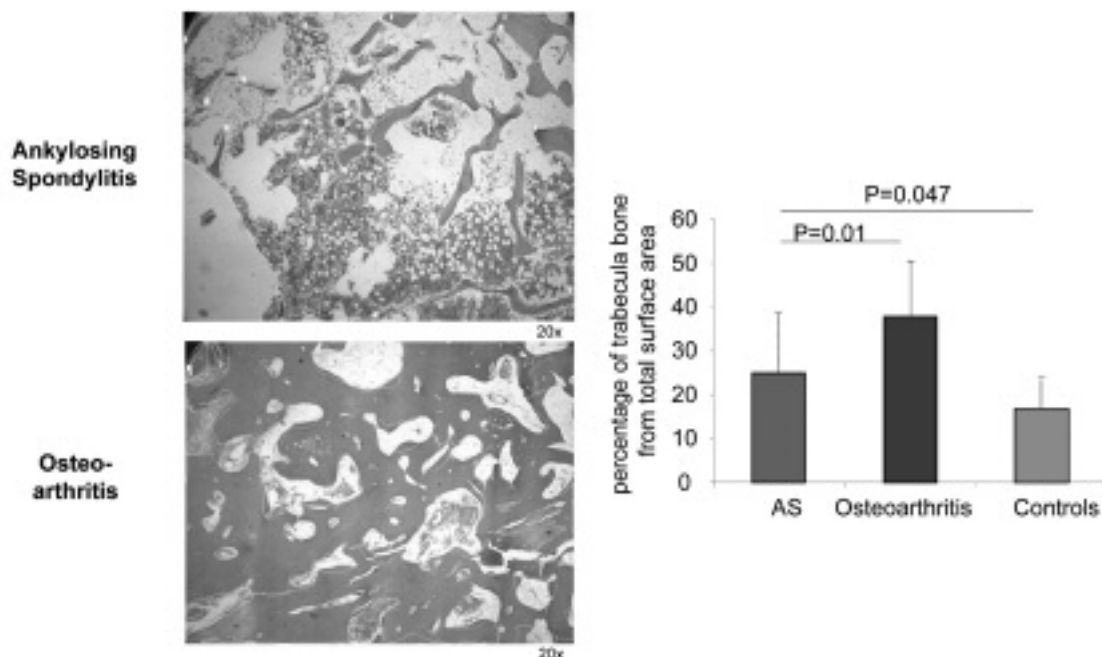 Ankylosing
Spondylitis
20x
Osteo-
arthritis
20x
percentage of trabecula bone
from total surface area
P=0.047
P=0.01
60
50
40
30
20
10
0
AS
Osteoarthritis
Controls